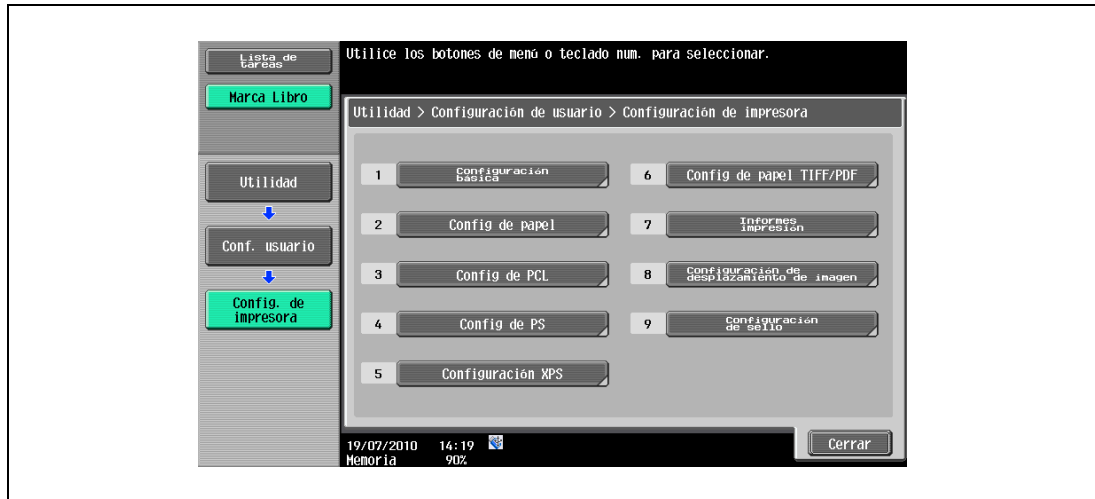 Lista de
tareas
Utilice los botones de menú o teclado num. para seleccionar.
Marca Libro
Utilidad > Configuración de usuario > Configuración de impresora
Utilidad
Conf. usuario
Config. de
impresora
1 Configuración
básica
2 Config de papel
3 Config de PCL
4 Config de PS
5 Configuración XPS
6 Config de papel TIFF/PDF
7 Informes
impresión
8 Configuración de
desplazamiento de imagen
9 Configuración
de sello
19/07/2010 14:19
Memoria 90%
Cerrar